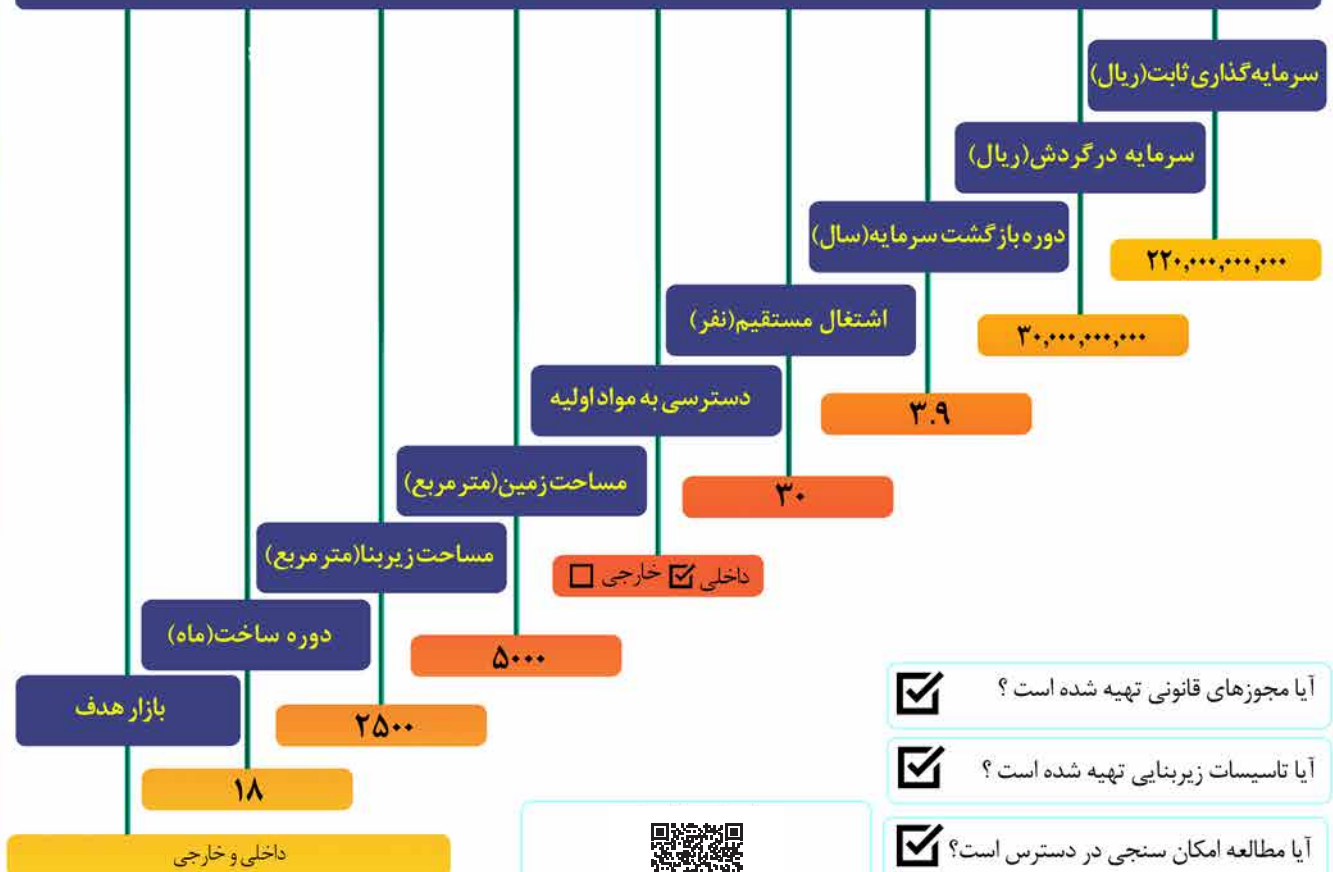 سرمایه‌گذاری ثابت(ریال)
۲۲۰,۰۰۰,۰۰۰,۰۰۰
سرمایه در گردش(ریال)
۳۰,۰۰۰,۰۰۰,۰۰۰
دوره بازگشت سرمایه(سال)
۳.۹
اشتغال مستقیم(نفر)
۳۰
دسترسی به مواد اولیه
داخلی ☑ خارجی ☐
مساحت زمین(متر مربع)
۵۰۰۰
مساحت زیربنا(متر مربع)
۲۵۰۰
دوره ساخت(ماه)
۱۸
بازار هدف
داخلی و خارجی
آیا مجوزهای قانونی تهیه شده است ؟ ☑
آیا تاسیسات زیربنایی تهیه شده است ؟ ☑
آیا مطالعه امکان سنجی در دسترس است؟ ☑